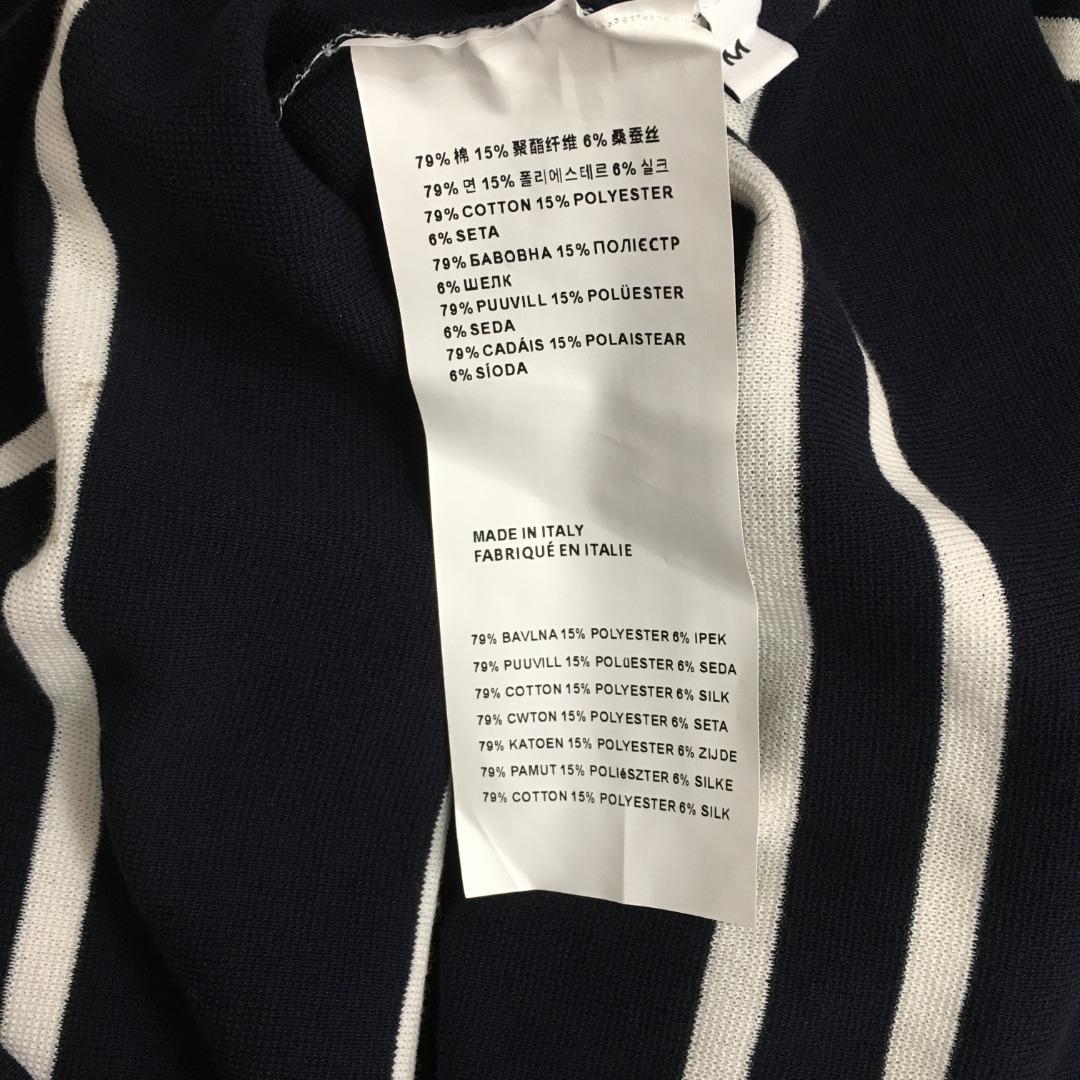 M
79% 棉 15% 聚酯纤维 6% 桑蚕丝
79% 면 15% 폴리에스테르 6% 실크
79% COTTON 15% POLYESTER
6% SETA
79% БАВОВНА 15% ПОЛІЄСТР
6% ШЕЛК
79% PUUVILL 15% POLÜESTER
6% SEDA
79% CADÁIS 15% POLAISTEAR
6% SÍODA
MADE IN ITALY
FABRIQUÉ EN ITALIE
79% BAVLNA 15% POLYESTER 6% IPEK
79% PUUVILL 15% POLüESTER 6% SEDA
79% COTTON 15% POLYESTER 6% SILK
79% CWTON 15% POLYESTER 6% SETA
79% KATOEN 15% POLYESTER 6% ZIJDE
79% PAMUT 15% POLIéSZTER 6% SILKE
79% COTTON 15% POLYESTER 6% SILK